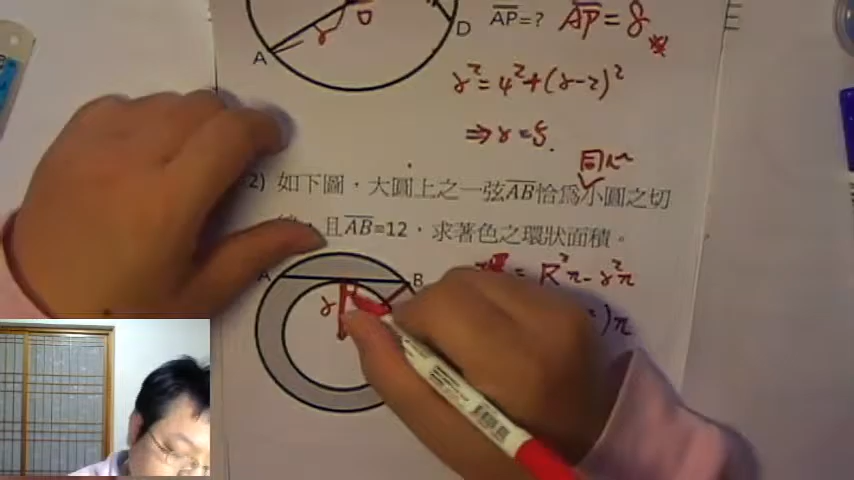 A
r
D
AP=? AP=8
r²=4²+(r-2)²
⇒r=5.
同心
2) 如下圖，大圓上之一弦AB恰為小圓之切
，且AB=12，求著色之環狀面積。
A
B
= R²π-r²π
r
)π